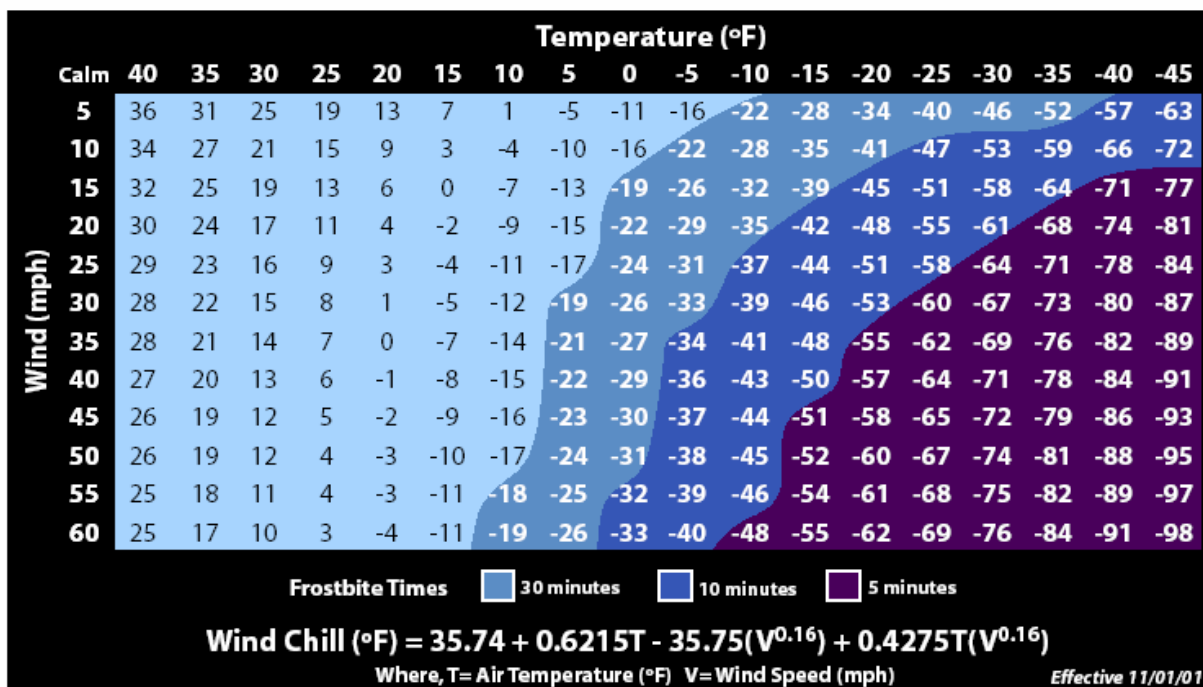 Temperature (ºF)
Calm 40 35 30 25 20 15 10 5 0 -5 -10 -15 -20 -25 -30 -35 -40 -45
5 36 31 25 19 13 7 1 -5 -11 -16 -22 -28 -34 -40 -46 -52 -57 -63
10 34 27 21 15 9 3 -4 -10 -16 -22 -28 -35 -41 -47 -53 -59 -66 -72
15 32 25 19 13 6 0 -7 -13 -19 -26 -32 -39 -45 -51 -58 -64 -71 -77
20 30 24 17 11 4 -2 -9 -15 -22 -29 -35 -42 -48 -55 -61 -68 -74 -81
25 29 23 16 9 3 -4 -11 -17 -24 -31 -37 -44 -51 -58 -64 -71 -78 -84
30 28 22 15 8 1 -5 -12 -19 -26 -33 -39 -46 -53 -60 -67 -73 -80 -87
35 28 21 14 7 0 -7 -14 -21 -27 -34 -41 -48 -55 -62 -69 -76 -82 -89
40 27 20 13 6 -1 -8 -15 -22 -29 -36 -43 -50 -57 -64 -71 -78 -84 -91
45 26 19 12 5 -2 -9 -16 -23 -30 -37 -44 -51 -58 -65 -72 -79 -86 -93
50 26 19 12 4 -3 -10 -17 -24 -31 -38 -45 -52 -60 -67 -74 -81 -88 -95
55 25 18 11 4 -3 -11 -18 -25 -32 -39 -46 -54 -61 -68 -75 -82 -89 -97
60 25 17 10 3 -4 -11 -19 -26 -33 -40 -48 -55 -62 -69 -76 -84 -91 -98
Wind (mph)
Frostbite Times 30 minutes 10 minutes 5 minutes
Wind Chill (ºF) = 35.74 + 0.6215T - 35.75(V^0.16) + 0.4275T(V^0.16)
Where, T= Air Temperature (ºF) V= Wind Speed (mph)
Effective 11/01/01